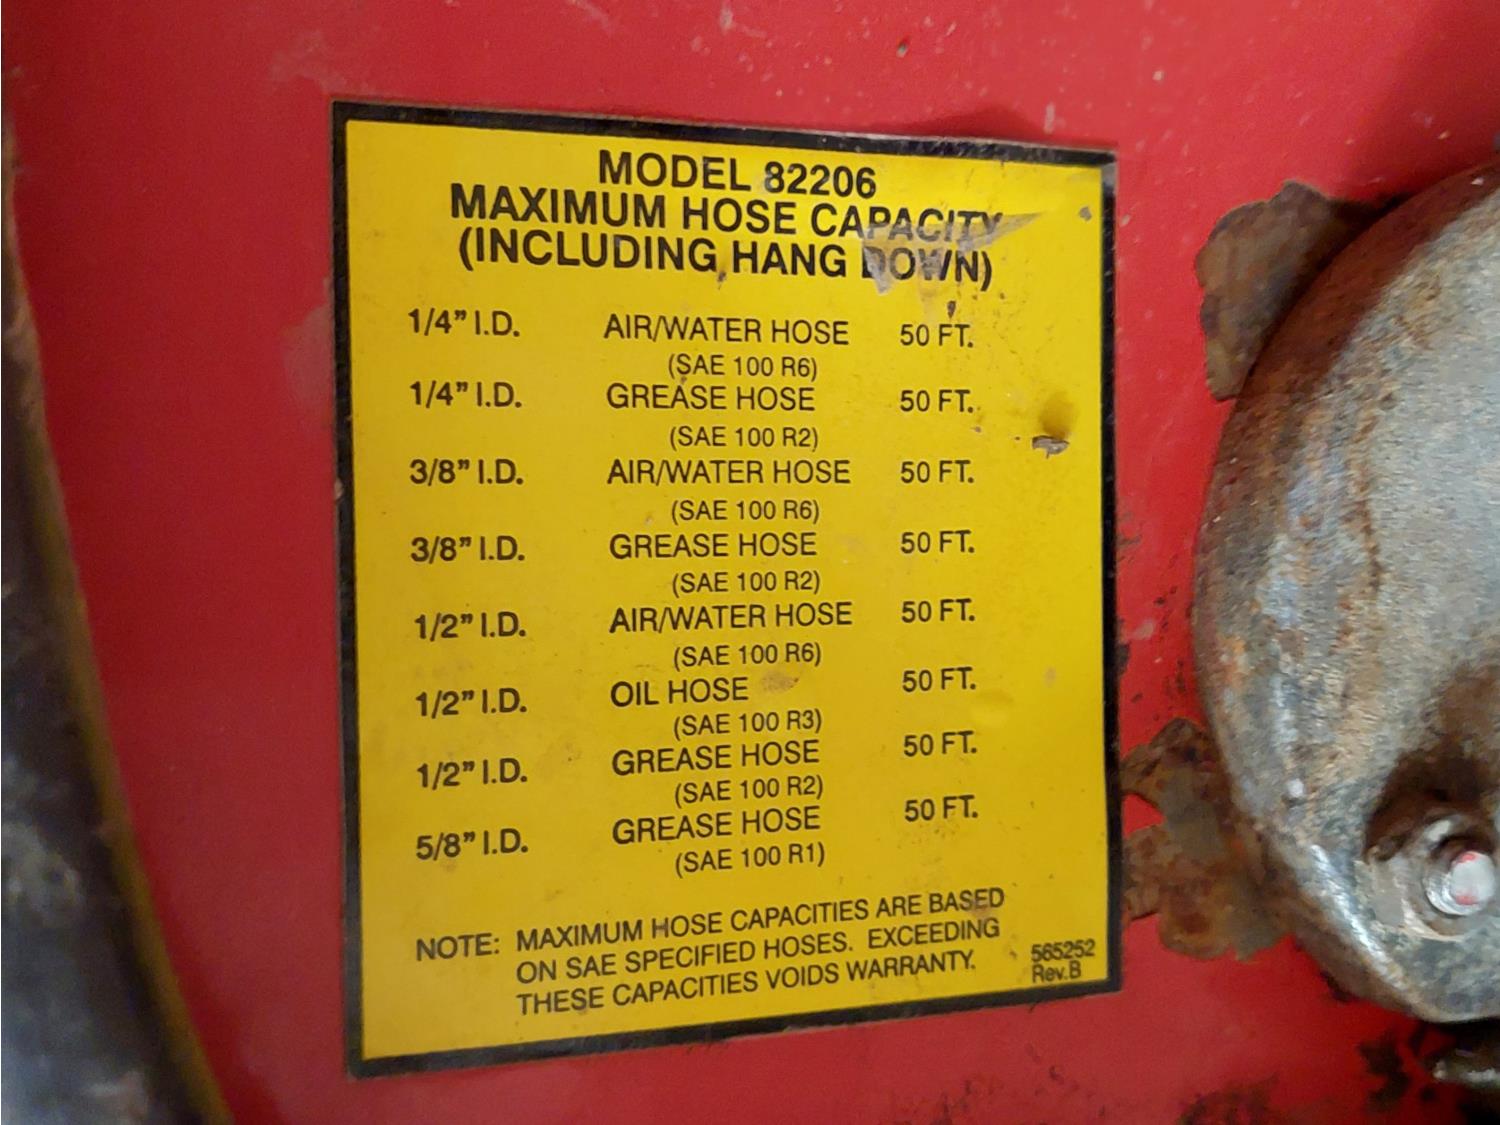 MODEL 82206
MAXIMUM HOSE CAPACITY
(INCLUDING HANG DOWN)
1/4” I.D. AIR/WATER HOSE 50 FT.
(SAE 100 R6)
1/4” I.D. GREASE HOSE 50 FT.
(SAE 100 R2)
3/8” I.D. AIR/WATER HOSE 50 FT.
(SAE 100 R6)
3/8” I.D. GREASE HOSE 50 FT.
(SAE 100 R2)
1/2” I.D. AIR/WATER HOSE 50 FT.
(SAE 100 R6)
1/2” I.D. OIL HOSE 50 FT.
(SAE 100 R3)
1/2” I.D. GREASE HOSE 50 FT.
(SAE 100 R2)
5/8” I.D. GREASE HOSE 50 FT.
(SAE 100 R1)
NOTE: MAXIMUM HOSE CAPACITIES ARE BASED
ON SAE SPECIFIED HOSES. EXCEEDING
THESE CAPACITIES VOIDS WARRANTY.
565252
Rev.B